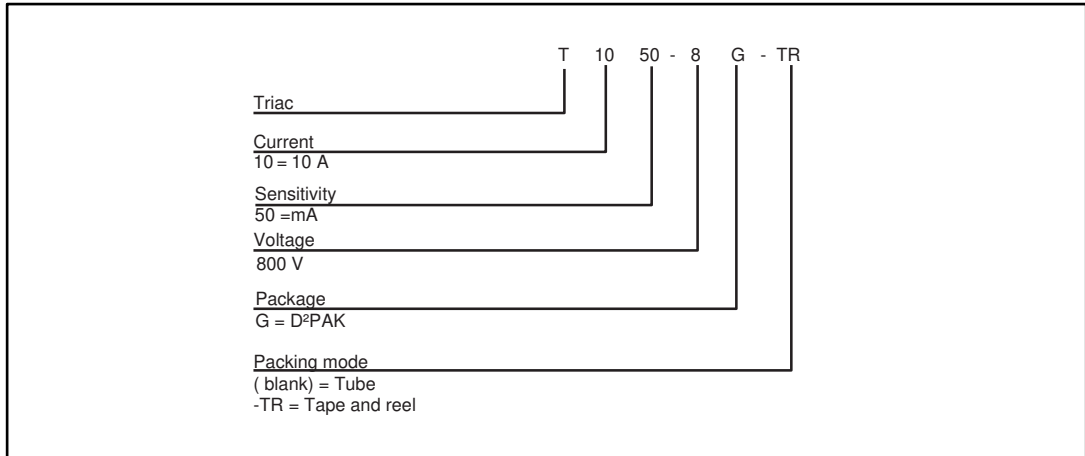 T 10 50 - 8 G - TR
Triac
Current
10 = 10 A
Sensitivity
50 =mA
Voltage
800 V
Package
G = D²PAK
Packing mode
( blank) = Tube
-TR = Tape and reel